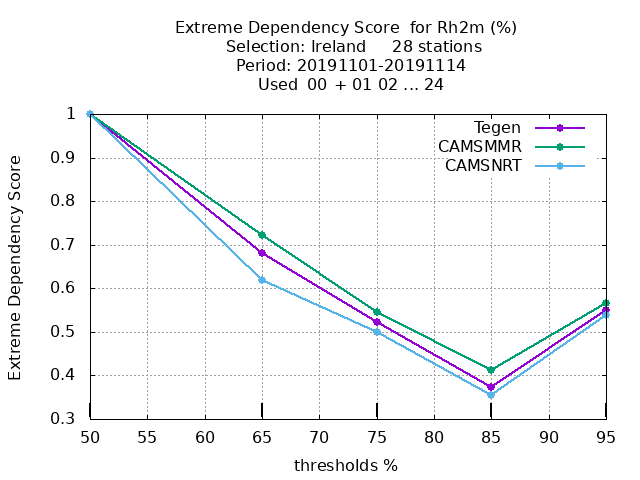 Extreme Dependency Score  for Rh2m (%)
Selection: Ireland     28 stations
Period: 20191101-20191114
Used  00  + 01 02 ... 24
Tegen
CAMSMMR
CAMSNRT
Extreme Dependency Score
1
0.9
0.8
0.7
0.6
0.5
0.4
0.3
50 55 60 65 70 75 80 85 90 95
thresholds %